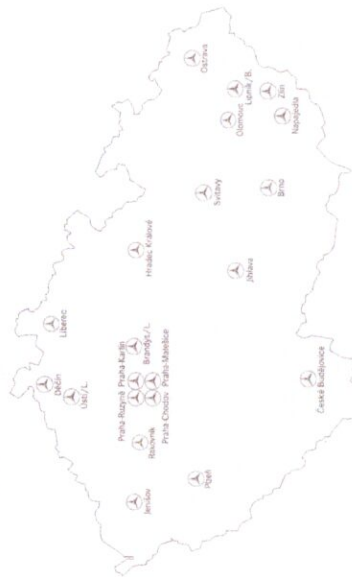 Děčín
Liberec
Ústí/L.
Praha-Ruzyně
Praha-Karlín
Brandýs/L.
Hradec Králové
Jenišov
Rakovník
Praha-Chodov
Praha-Malešice
Ostrava
Plzeň
Svitavy
Olomouc
Lipník/B.
Jihlava
Brno
Zlín
Napajedla
České Budějovice